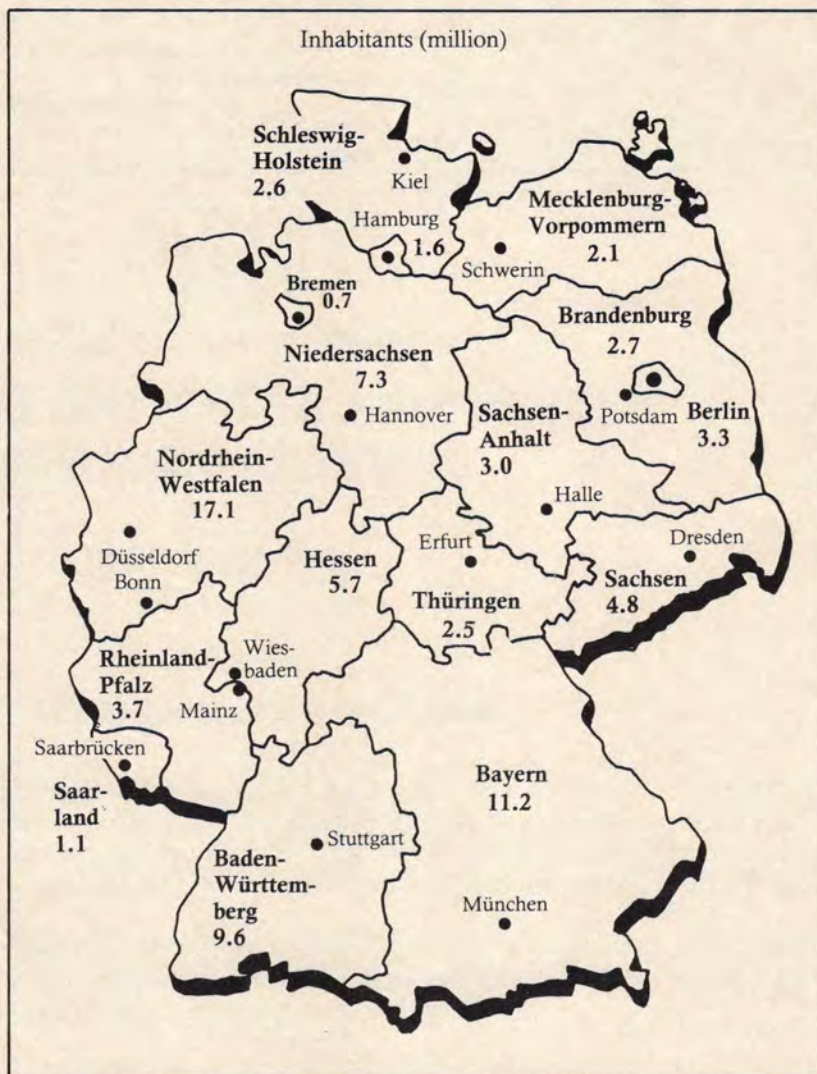 Inhabitants (million)
Schleswig-
Holstein
2.6
Kiel
Hamburg
1.6
Mecklenburg-
Vorpommern
2.1
Schwerin
Bremen
0.7
Niedersachsen
7.3
Hannover
Brandenburg
2.7
Potsdam
Berlin
3.3
Sachsen-
Anhalt
3.0
Halle
Nordrhein-
Westfalen
17.1
Düsseldorf
Bonn
Hessen
5.7
Wies-
baden
Erfurt
Thüringen
2.5
Dresden
Sachsen
4.8
Rheinland-
Pfalz
3.7
Mainz
Saarbrücken
Saar-
land
1.1
Bayern
11.2
München
Stuttgart
Baden-
Württem-
berg
9.6